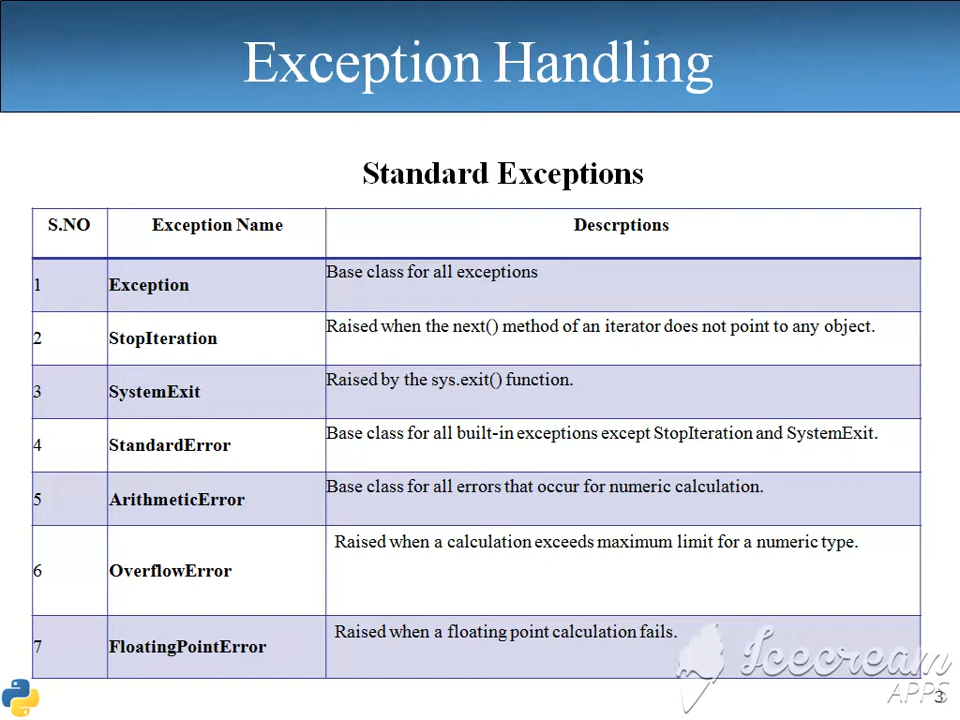 Exception Handling
Standard Exceptions
S.NO Exception Name Descrptions
1 Exception Base class for all exceptions
2 StopIteration Raised when the next() method of an iterator does not point to any object.
3 SystemExit Raised by the sys.exit() function.
4 StandardError Base class for all built-in exceptions except StopIteration and SystemExit.
5 ArithmeticError Base class for all errors that occur for numeric calculation.
6 OverflowError Raised when a calculation exceeds maximum limit for a numeric type.
7 FloatingPointError Raised when a floating point calculation fails.
Icecream
APPS
3